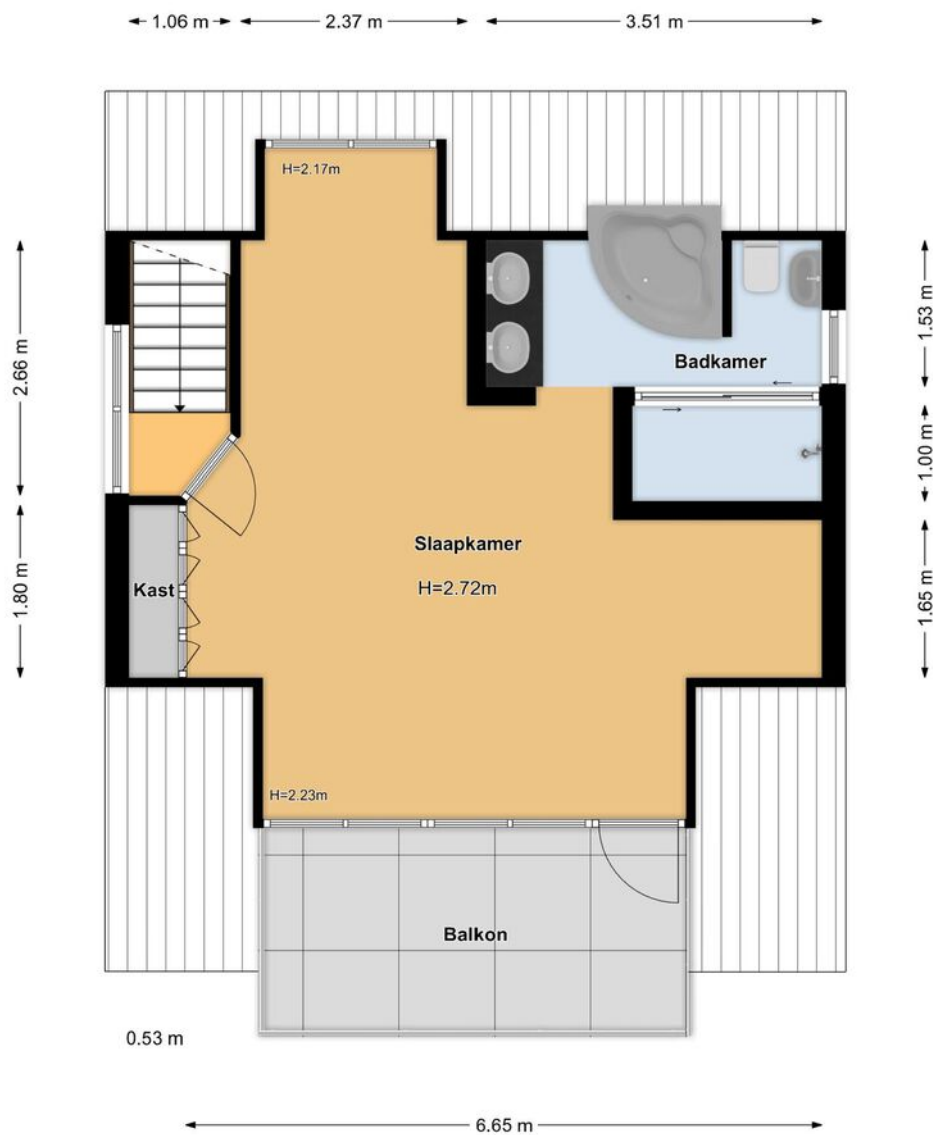 1.06 m
2.37 m
3.51 m
H=2.17m
2.66 m
1.53 m
Badkamer
1.00 m
Slaapkamer
H=2.72m
Kast
1.80 m
1.65 m
H=2.23m
Balkon
0.53 m
6.65 m